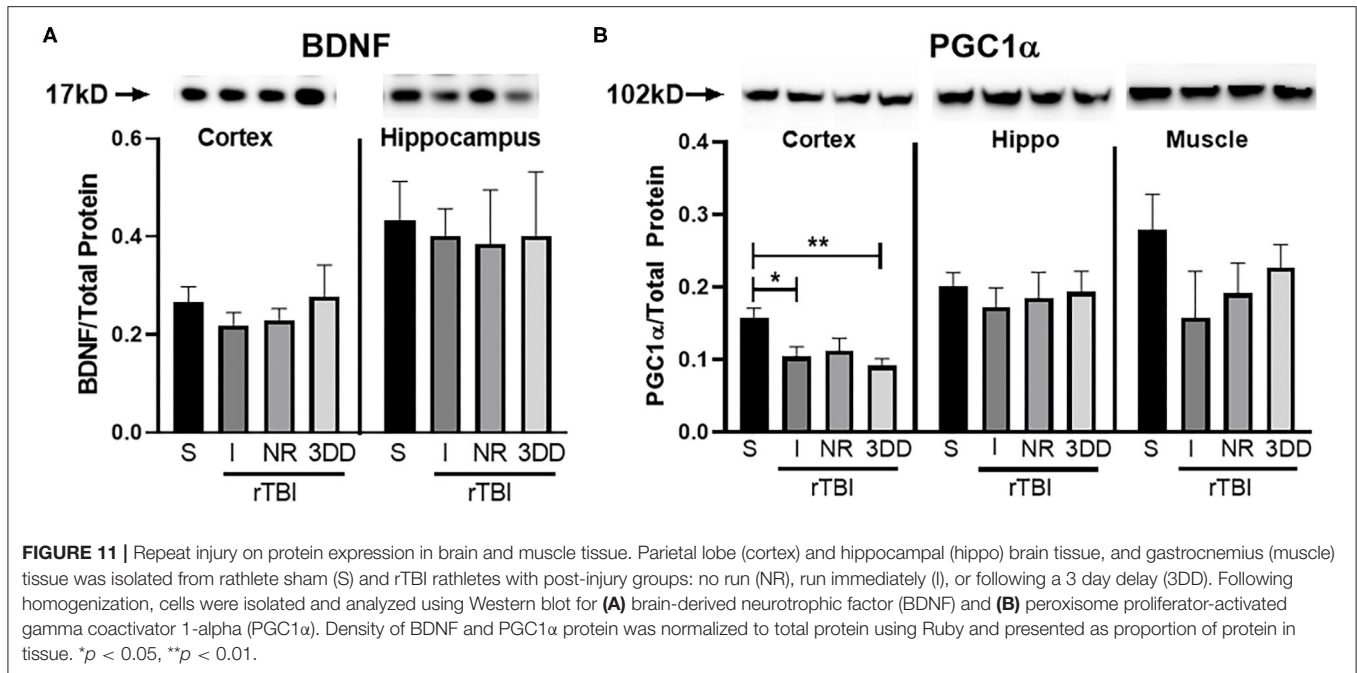 A
BDNF
17kD
Cortex
Hippocampus
BDNF/Total Protein
0.6
0.4
0.2
0.0
S I NR 3DD S I NR 3DD
rTBI rTBI
B
PGC1α
102kD
Cortex Hippo Muscle
PGC1α/Total Protein
0.4
0.3
0.2
0.1
0.0
**
*
S I NR 3DD S I NR 3DD S I NR 3DD
rTBI rTBI rTBI
FIGURE 11 | Repeat injury on protein expression in brain and muscle tissue. Parietal lobe (cortex) and hippocampal (hippo) brain tissue, and gastrocnemius (muscle)
tissue was isolated from rathlete sham (S) and rTBI rathletes with post-injury groups: no run (NR), run immediately (I), or following a 3 day delay (3DD). Following
homogenization, cells were isolated and analyzed using Western blot for (A) brain-derived neurotrophic factor (BDNF) and (B) peroxisome proliferator-activated
gamma coactivator 1-alpha (PGC1α). Density of BDNF and PGC1α protein was normalized to total protein using Ruby and presented as proportion of protein in
tissue. *p < 0.05, **p < 0.01.